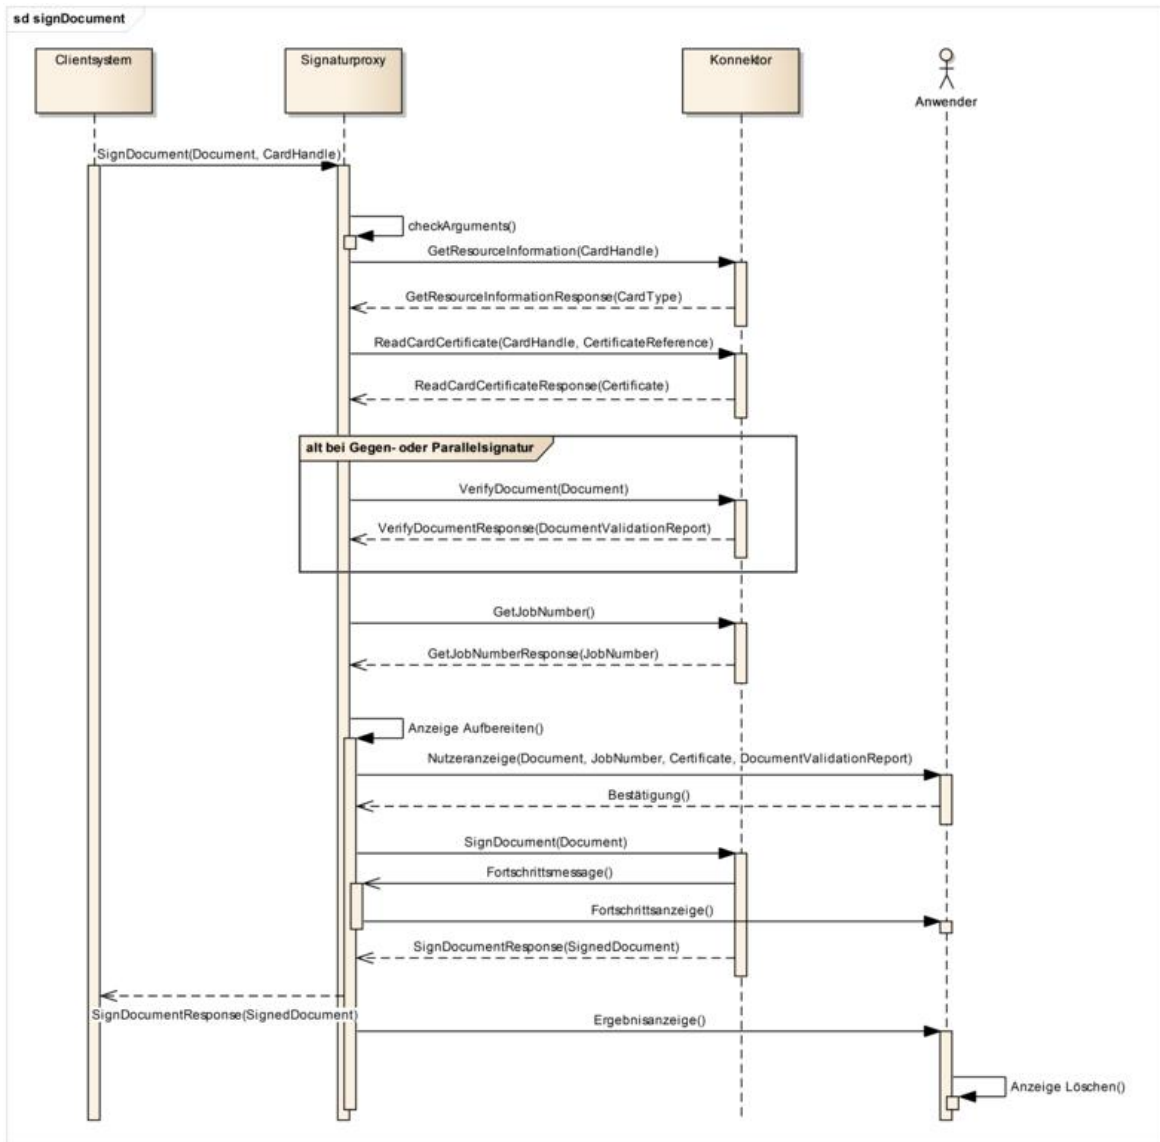 sd signDocument
Clientsystem
Signaturproxy
Konnektor
Anwender
SignDocument(Document, CardHandle)
checkArguments()
GetResourceInformation(CardHandle)
GetResourceInformationResponse(CardType)
ReadCardCertificate(CardHandle, CertificateReference)
ReadCardCertificateResponse(Certificate)
alt bei Gegen- oder Parallelsignatur
VerifyDocument(Document)
VerifyDocumentResponse(DocumentValidationReport)
GetJobNumber()
GetJobNumberResponse(JobNumber)
Anzeige Aufbereiten()
Nutzeranzeige(Document, JobNumber, Certificate, DocumentValidationReport)
Bestätigung()
SignDocument(Document)
Fortschrittsmessage()
Fortschrittsanzeige()
SignDocumentResponse(SignedDocument)
SignDocumentResponse(SignedDocument)
Ergebnisanzeige()
Anzeige Löschen()